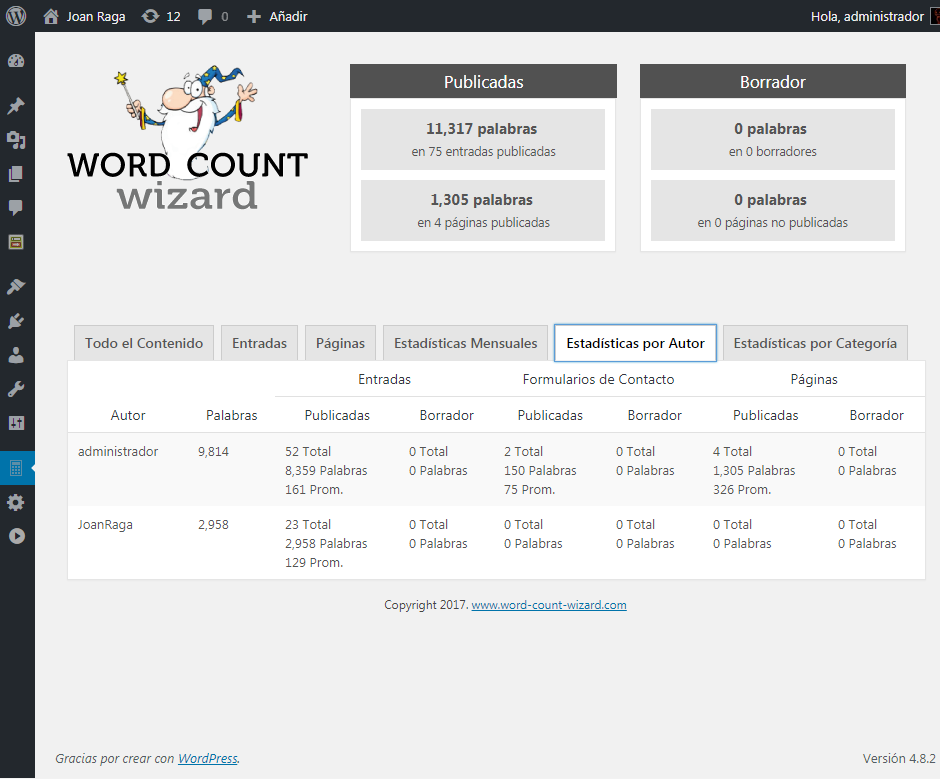 Joan Raga 12 0 Añadir Hola, administrador
WORD COUNT
wizard
Publicadas
11,317 palabras
en 75 entradas publicadas
1,305 palabras
en 4 páginas publicadas
Borrador
0 palabras
en 0 borradores
0 palabras
en 0 páginas no publicadas
Todo el Contenido Entradas Páginas Estadísticas Mensuales Estadísticas por Autor Estadísticas por Categoría
Entradas Formularios de Contacto Páginas
Autor Palabras Publicadas Borrador Publicadas Borrador Publicadas Borrador
administrador 9,814 52 Total 0 Total 2 Total 0 Total 4 Total 0 Total
8,359 Palabras 0 Palabras 150 Palabras 0 Palabras 1,305 Palabras 0 Palabras
161 Prom. 75 Prom. 326 Prom.
JoanRaga 2,958 23 Total 0 Total 0 Total 0 Total 0 Total 0 Total
2,958 Palabras 0 Palabras 0 Palabras 0 Palabras 0 Palabras 0 Palabras
129 Prom.
Copyright 2017. www.word-count-wizard.com
Gracias por crear con WordPress. Versión 4.8.2